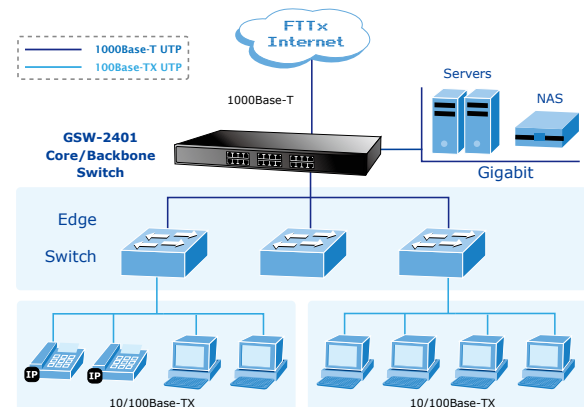 FTTx
Internet
1000Base-T UTP
100Base-TX UTP
Servers
NAS
1000Base-T
GSW-2401
Core/Backbone
Switch
Gigabit
Edge
Switch
IP
IP
10/100Base-TX
10/100Base-TX